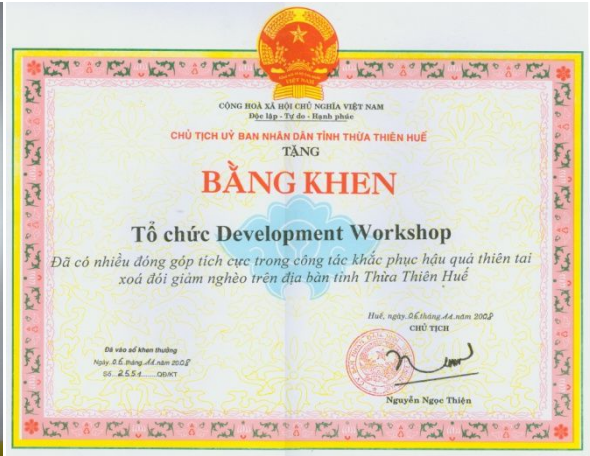 VIỆT NAM
CỘNG HOÀ XÃ HỘI CHỦ NGHĨA VIỆT NAM
Độc lập - Tự do - Hạnh phúc
CHỦ TỊCH UỶ BAN NHÂN DÂN TỈNH THỪA THIÊN HUẾ
TẶNG
BẰNG KHEN
Tổ chức Development Workshop
Đã có nhiều đóng góp tích cực trong công tác khắc phục hậu quả thiên tai
xoá đói giảm nghèo trên địa bàn tỉnh Thừa Thiên Huế
Huế, ngày 06 tháng 11 năm 2008
CHỦ TỊCH
Đã vào sổ khen thưởng
Ngày 06 tháng 11 năm 2008
Số 2551 QĐ/KT
Nguyễn Ngọc Thiện